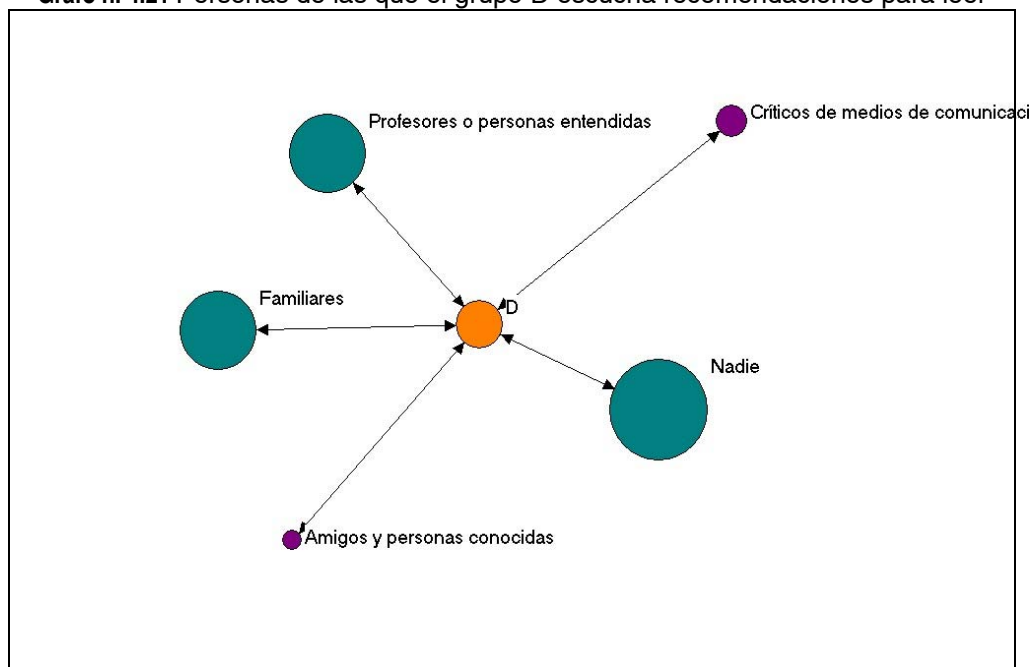 Personas de las que el grupo D escucha recomendaciones para leer
Profesores o personas entendidas
Críticos de medios de comunicaci
Familiares
D
Nadie
Amigos y personas conocidas